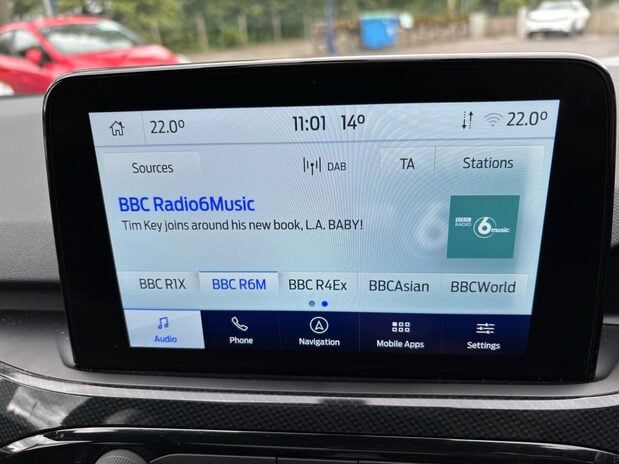 22.0° 11:01 14° 22.0°
Sources DAB TA Stations
BBC Radio6Music
Tim Key joins around his new book, L.A. BABY!
BBC RADIO 6 music
BBC R1X BBC R6M BBC R4Ex BBCAsian BBCWorld
Audio Phone Navigation Mobile Apps Settings